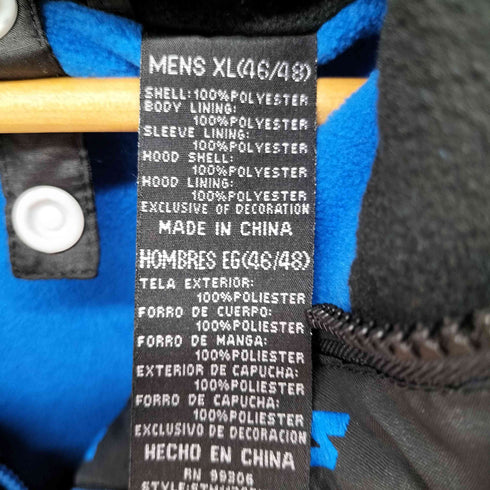 MENS XL(46/48)
SHELL:100%POLYESTER
BODY LINING:
100%POLYESTER
SLEEVE LINING:
100%POLYESTER
HOOD SHELL:
100%POLYESTER
HOOD LINING:
100%POLYESTER
EXCLUSIVE OF DECORATION
MADE IN CHINA
HOMBRES EG(46/48)
TELA EXTERIOR:
100%POLIESTER
FORRO DE CUERPO:
100%POLIESTER
FORRO DE MANGA:
100%POLIESTER
EXTERIOR DE CAPUCHA:
100%POLIESTER
FORRO DE CAPUCHA:
100%POLIESTER
EXCLUSIVO DE DECORACION
HECHO EN CHINA
RN 99306